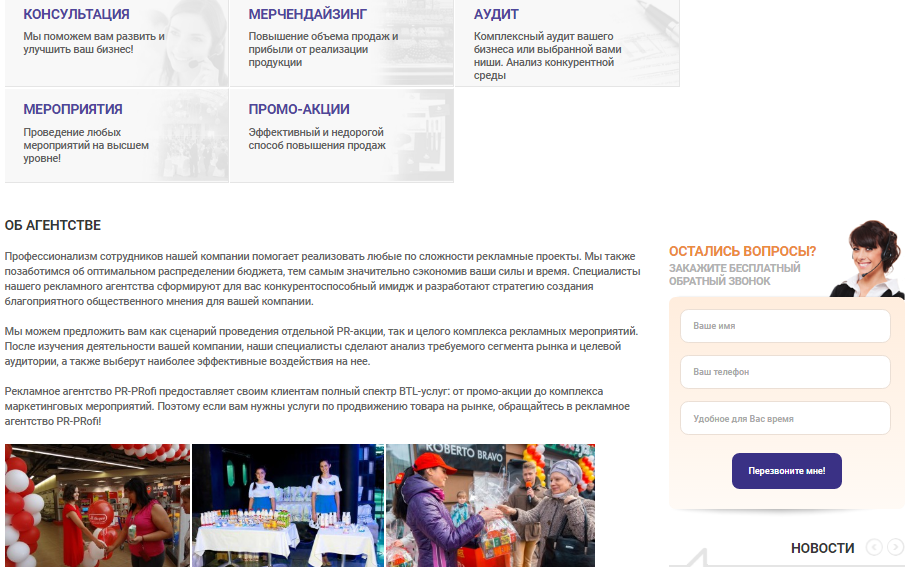 КОНСУЛЬТАЦИЯ
Мы поможем вам развить и
улучшить ваш бизнес!
МЕРЧЕНДАЙЗИНГ
Повышение объема продаж и
прибыли от реализации
продукции
АУДИТ
Комплексный аудит вашего
бизнеса или выбранной вами
ниши. Анализ конкурентной
среды
МЕРОПРИЯТИЯ
Проведение любых
мероприятий на высшем
уровне!
ПРОМО-АКЦИИ
Эффективный и недорогой
способ повышения продаж
ОБ АГЕНТСТВЕ
Профессионализм сотрудников нашей компании помогает реализовать любые по сложности рекламные проекты. Мы также
позаботимся об оптимальном распределении бюджета, тем самым значительно сэкономив ваши силы и время. Специалисты
нашего рекламного агентства сформируют для вас конкурентоспособный имидж и разработают стратегию создания
благоприятного общественного мнения для вашей компании.
Мы можем предложить вам как сценарий проведения отдельной PR-акции, так и целого комплекса рекламных мероприятий.
После изучения деятельности вашей компании, наши специалисты сделают анализ требуемого сегмента рынка и целевой
аудитории, а также выберут наиболее эффективные воздействия на нее.
Рекламное агентство PR-PRofi предоставляет своим клиентам полный спектр BTL-услуг: от промо-акции до комплекса
маркетинговых мероприятий. Поэтому если вам нужны услуги по продвижению товара на рынке, обращайтесь в рекламное
агентство PR-PRofi!
ROBERTO BRAVO
ОСТАЛИСЬ ВОПРОСЫ?
ЗАКАЖИТЕ БЕСПЛАТНЫЙ
ОБРАТНЫЙ ЗВОНОК
Ваше имя
Ваш телефон
Удобное для Вас время
Перезвоните мне!
НОВОСТИ